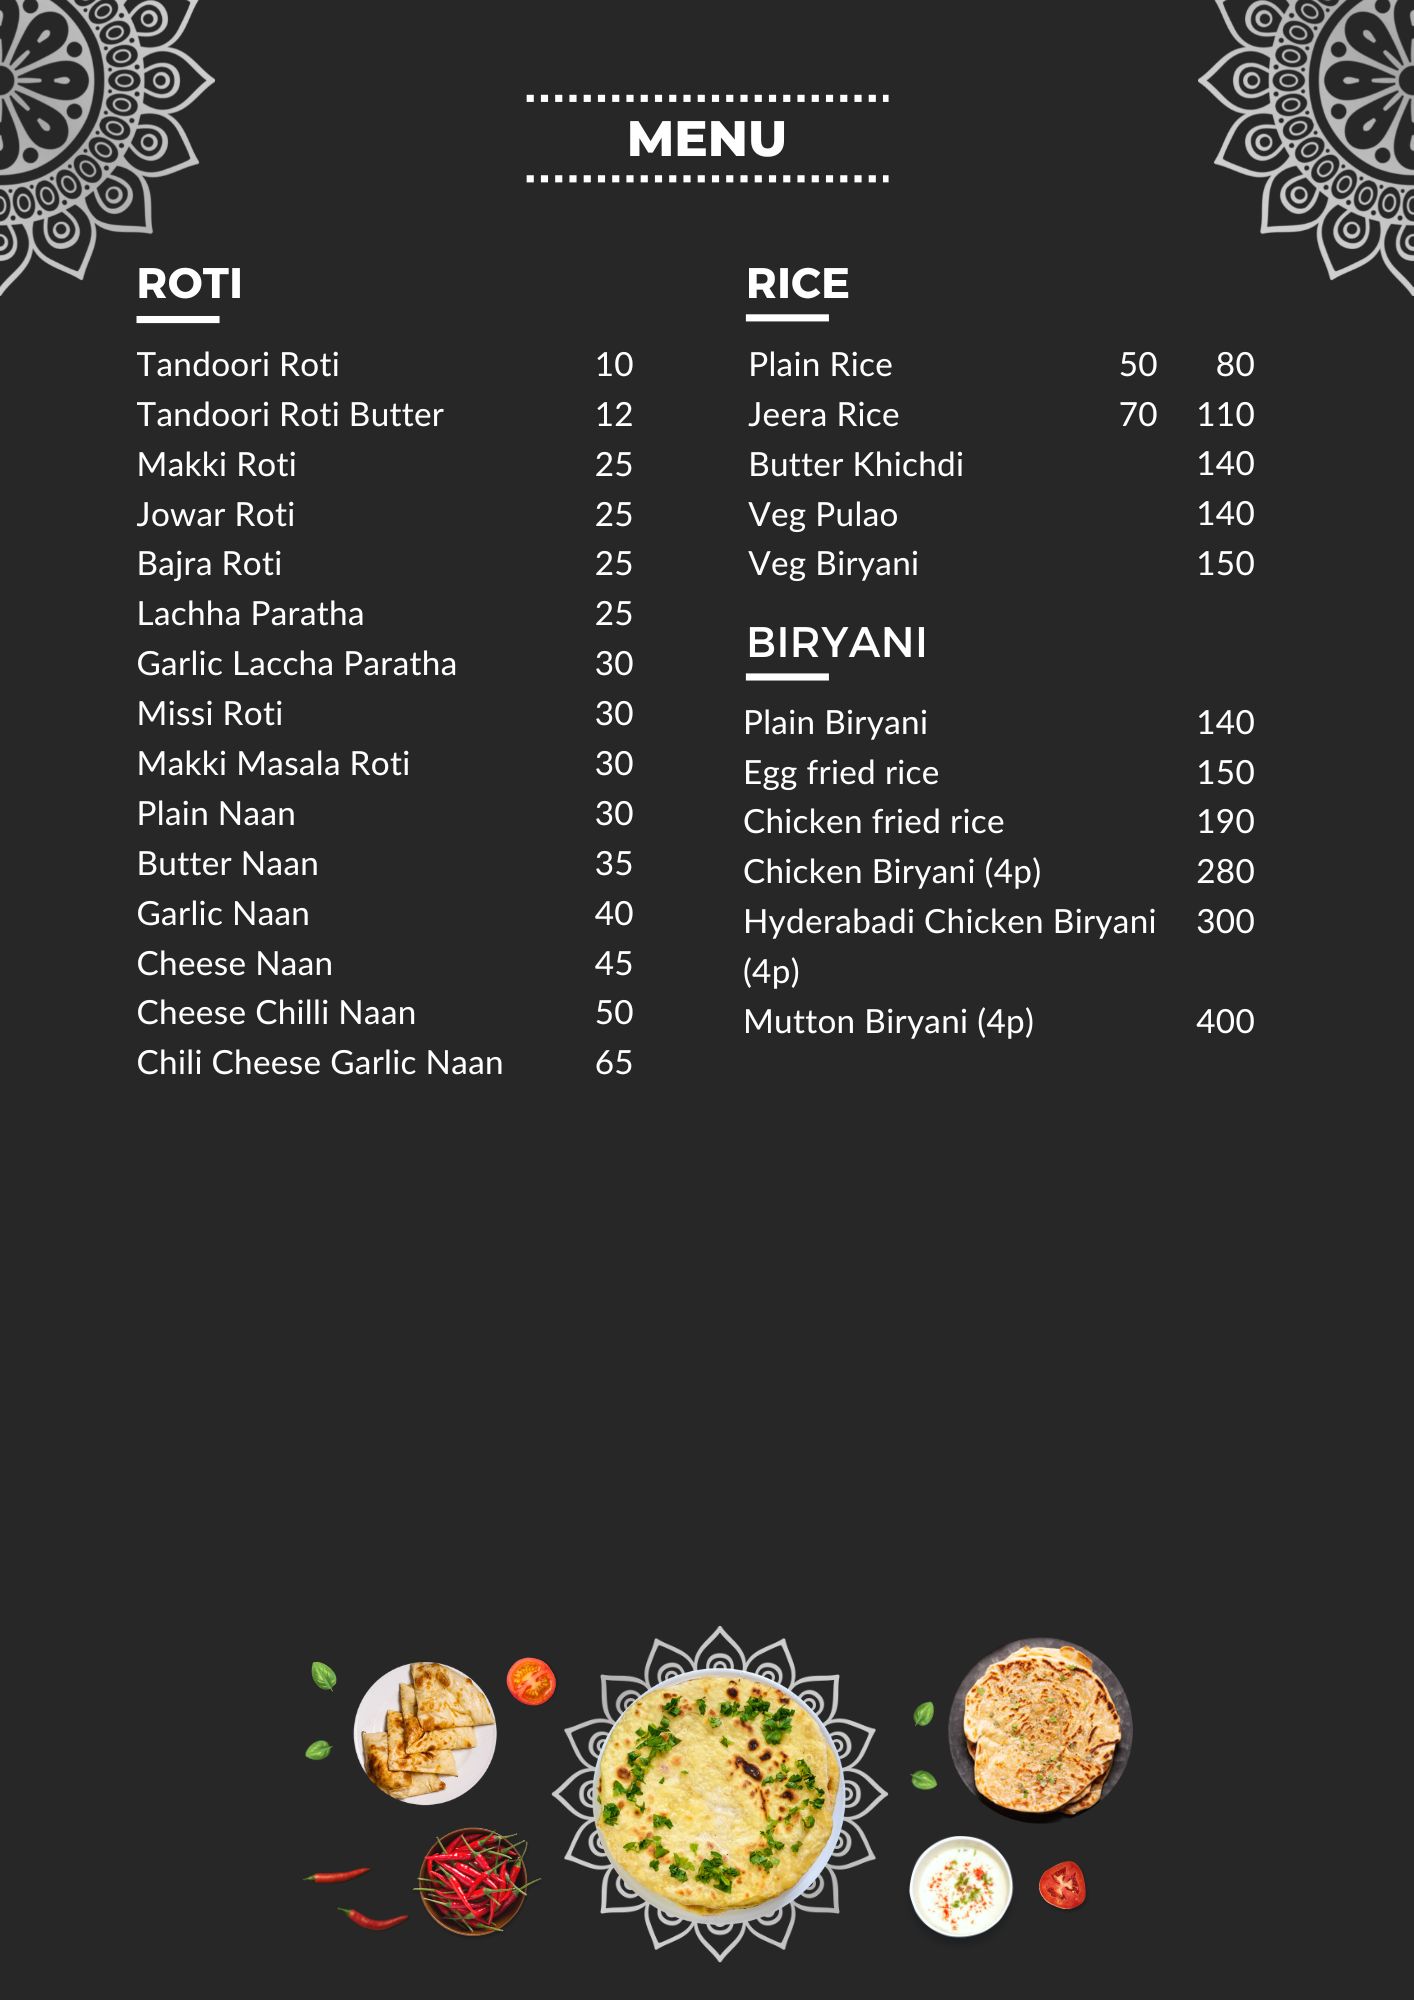 MENU
ROTI
Tandoori Roti 10
Tandoori Roti Butter 12
Makki Roti 25
Jowar Roti 25
Bajra Roti 25
Lachha Paratha 25
Garlic Laccha Paratha 30
Missi Roti 30
Makki Masala Roti 30
Plain Naan 30
Butter Naan 35
Garlic Naan 40
Cheese Naan 45
Cheese Chilli Naan 50
Chili Cheese Garlic Naan 65
RICE
Plain Rice 50 80
Jeera Rice 70 110
Butter Khichdi 140
Veg Pulao 140
Veg Biryani 150
BIRYANI
Plain Biryani 140
Egg fried rice 150
Chicken fried rice 190
Chicken Biryani (4p) 280
Hyderabadi Chicken Biryani 300
(4p)
Mutton Biryani (4p) 400